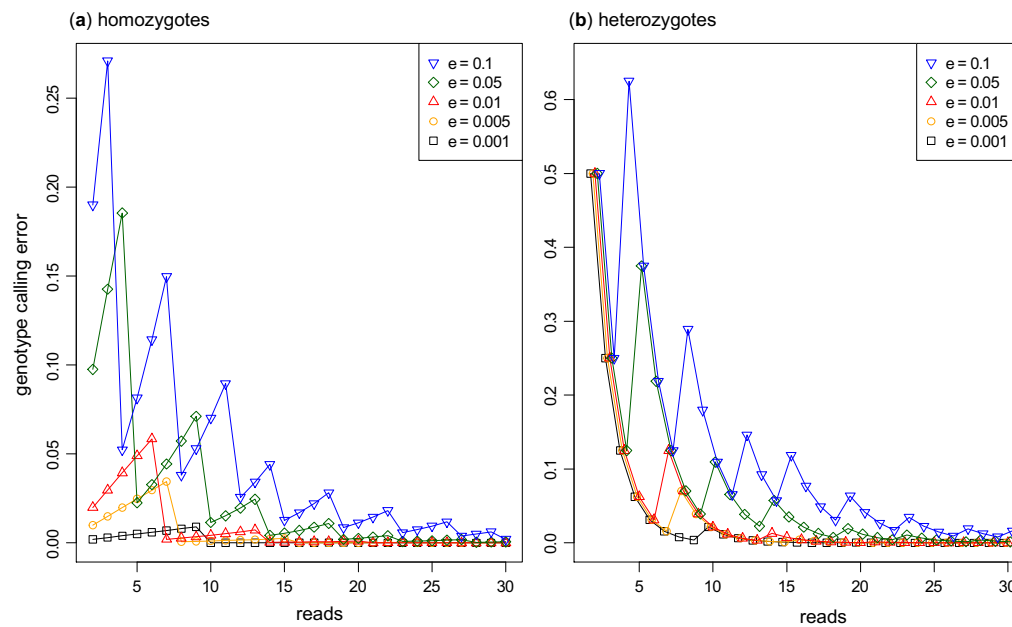 (a) homozygotes
(b) heterozygotes
genotype calling error
0.25
0.20
0.15
0.10
0.05
0.00
e = 0.1
e = 0.05
e = 0.01
e = 0.005
e = 0.001
5 10 15 20 25 30
reads
0.6
0.5
0.4
0.3
0.2
0.1
0.0
e = 0.1
e = 0.05
e = 0.01
e = 0.005
e = 0.001
5 10 15 20 25 30
reads